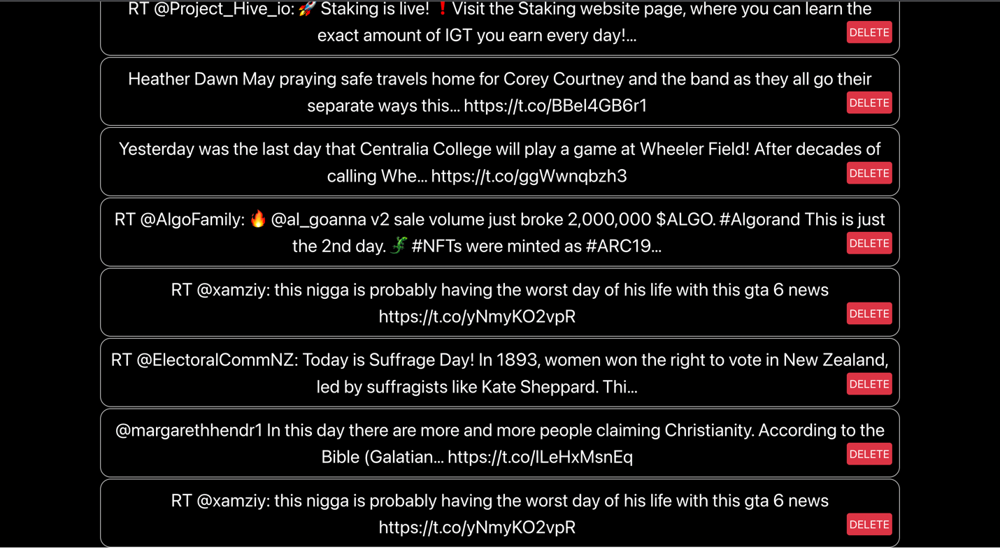 RT @Project_Hive_io: 🚀 Staking is live! ❗Visit the Staking website page, where you can learn the
exact amount of IGT you earn every day!…
DELETE
Heather Dawn May praying safe travels home for Corey Courtney and the band as they all go their
separate ways this… https://t.co/BBel4GB6r1
DELETE
Yesterday was the last day that Centralia College will play a game at Wheeler Field! After decades of
calling Whe… https://t.co/ggWwnqbzh3
DELETE
RT @AlgoFamily: 🔥 @al_goanna v2 sale volume just broke 2,000,000 $ALGO. #Algorand This is just
the 2nd day. 🦎 #NFTs were minted as #ARC19…
DELETE
RT @xamziy: this nigga is probably having the worst day of his life with this gta 6 news
https://t.co/yNmyKO2vpR
DELETE
RT @ElectoralCommNZ: Today is Suffrage Day! In 1893, women won the right to vote in New Zealand,
led by suffragists like Kate Sheppard. Thi…
DELETE
@margarethhendr1 In this day there are more and more people claiming Christianity. According to the
Bible (Galatian… https://t.co/lLeHxMsnEq
DELETE
RT @xamziy: this nigga is probably having the worst day of his life with this gta 6 news
https://t.co/yNmyKO2vpR
DELETE